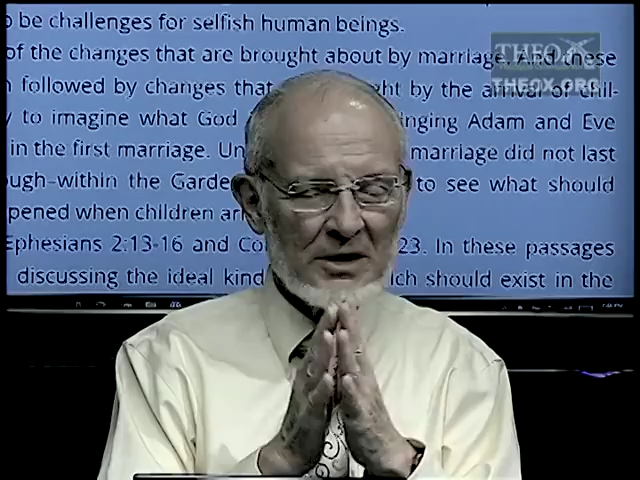 be challenges for selfish human beings.
of the changes that are brought about by marriage. And these
followed by changes that by the arrival of chil-
to imagine what God inging Adam and Eve
in the first marriage. marriage did not last
ough-within the Garde to see what should
pened when children ar
Ephesians 2:13-16 and Co 23. In these passages
discussing the ideal kind ich should exist in the
THEOX
THEOX.ORG